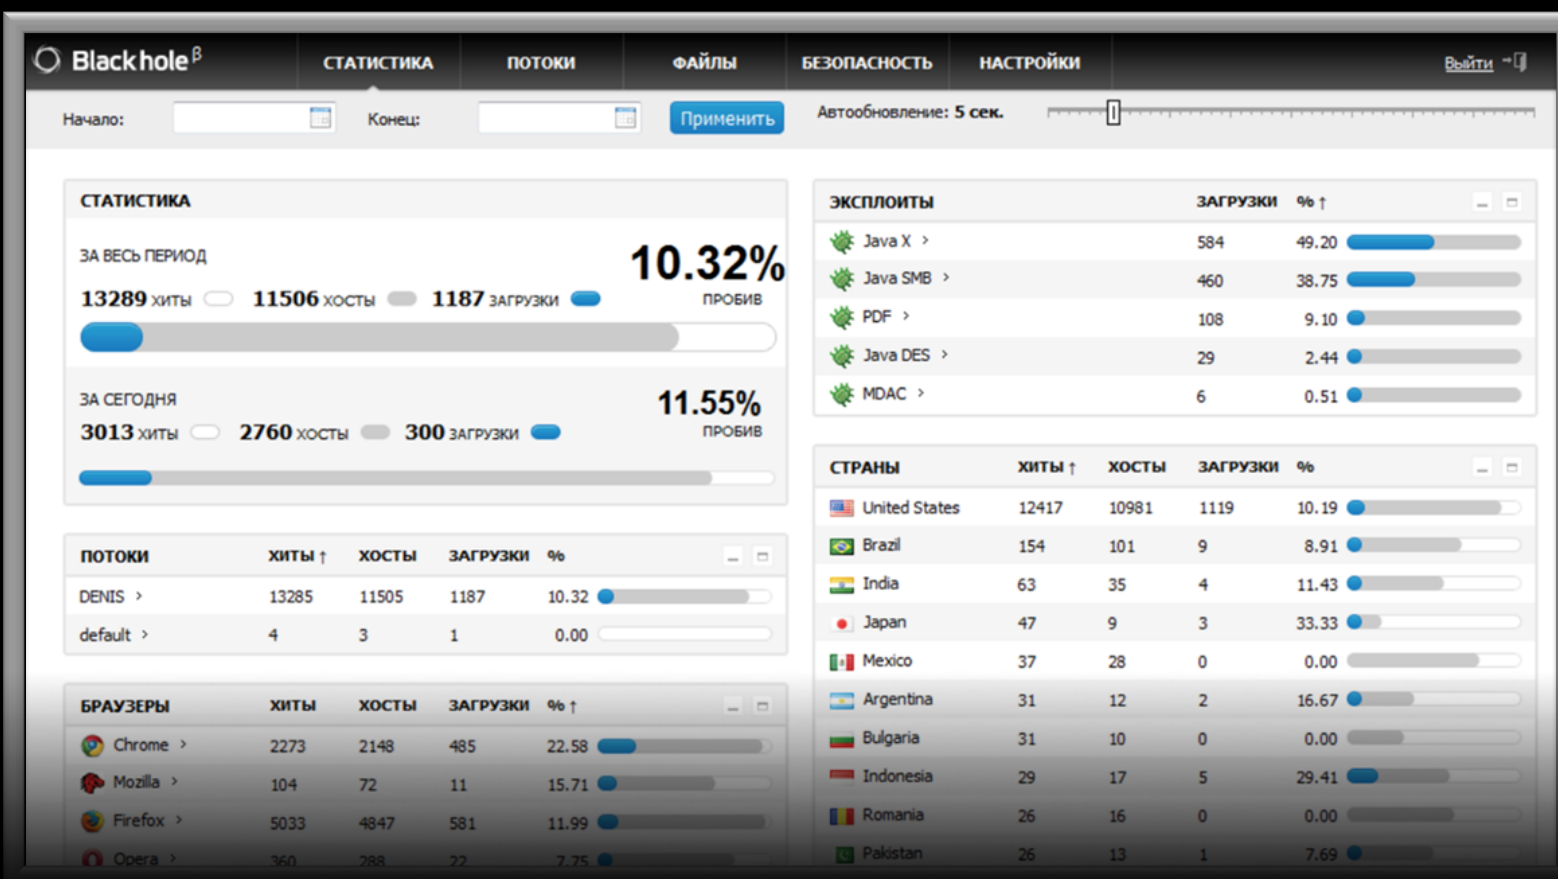 Blackhole β СТАТИСТИКА ПОТОКИ ФАЙЛЫ БЕЗОПАСНОСТЬ НАСТРОЙКИ Выйти
Начало: Конец: Применить Автообновление: 5 сек.
СТАТИСТИКА
ЗА ВЕСЬ ПЕРИОД
10.32%
13289 ХИТЫ 11506 ХОСТЫ 1187 ЗАГРУЗКИ ПРОБИВ
ЗА СЕГОДНЯ
11.55%
3013 ХИТЫ 2760 ХОСТЫ 300 ЗАГРУЗКИ ПРОБИВ
ПОТОКИ ХИТЫ ↑ ХОСТЫ ЗАГРУЗКИ %
DENIS > 13285 11505 1187 10.32
default > 4 3 1 0.00
БРАУЗЕРЫ ХИТЫ ХОСТЫ ЗАГРУЗКИ % ↑
Chrome > 2273 2148 485 22.58
Mozilla > 104 72 11 15.71
Firefox > 5033 4847 581 11.99
Opera > 360 288 22 7.75
ЭКСПЛОИТЫ ЗАГРУЗКИ % ↑
Java X > 584 49.20
Java SMB > 460 38.75
PDF > 108 9.10
Java DES > 29 2.44
MDAC > 6 0.51
СТРАНЫ ХИТЫ ↑ ХОСТЫ ЗАГРУЗКИ %
United States 12417 10981 1119 10.19
Brazil 154 101 9 8.91
India 63 35 4 11.43
Japan 47 9 3 33.33
Mexico 37 28 0 0.00
Argentina 31 12 2 16.67
Bulgaria 31 10 0 0.00
Indonesia 29 17 5 29.41
Romania 26 16 0 0.00
Pakistan 26 13 1 7.69